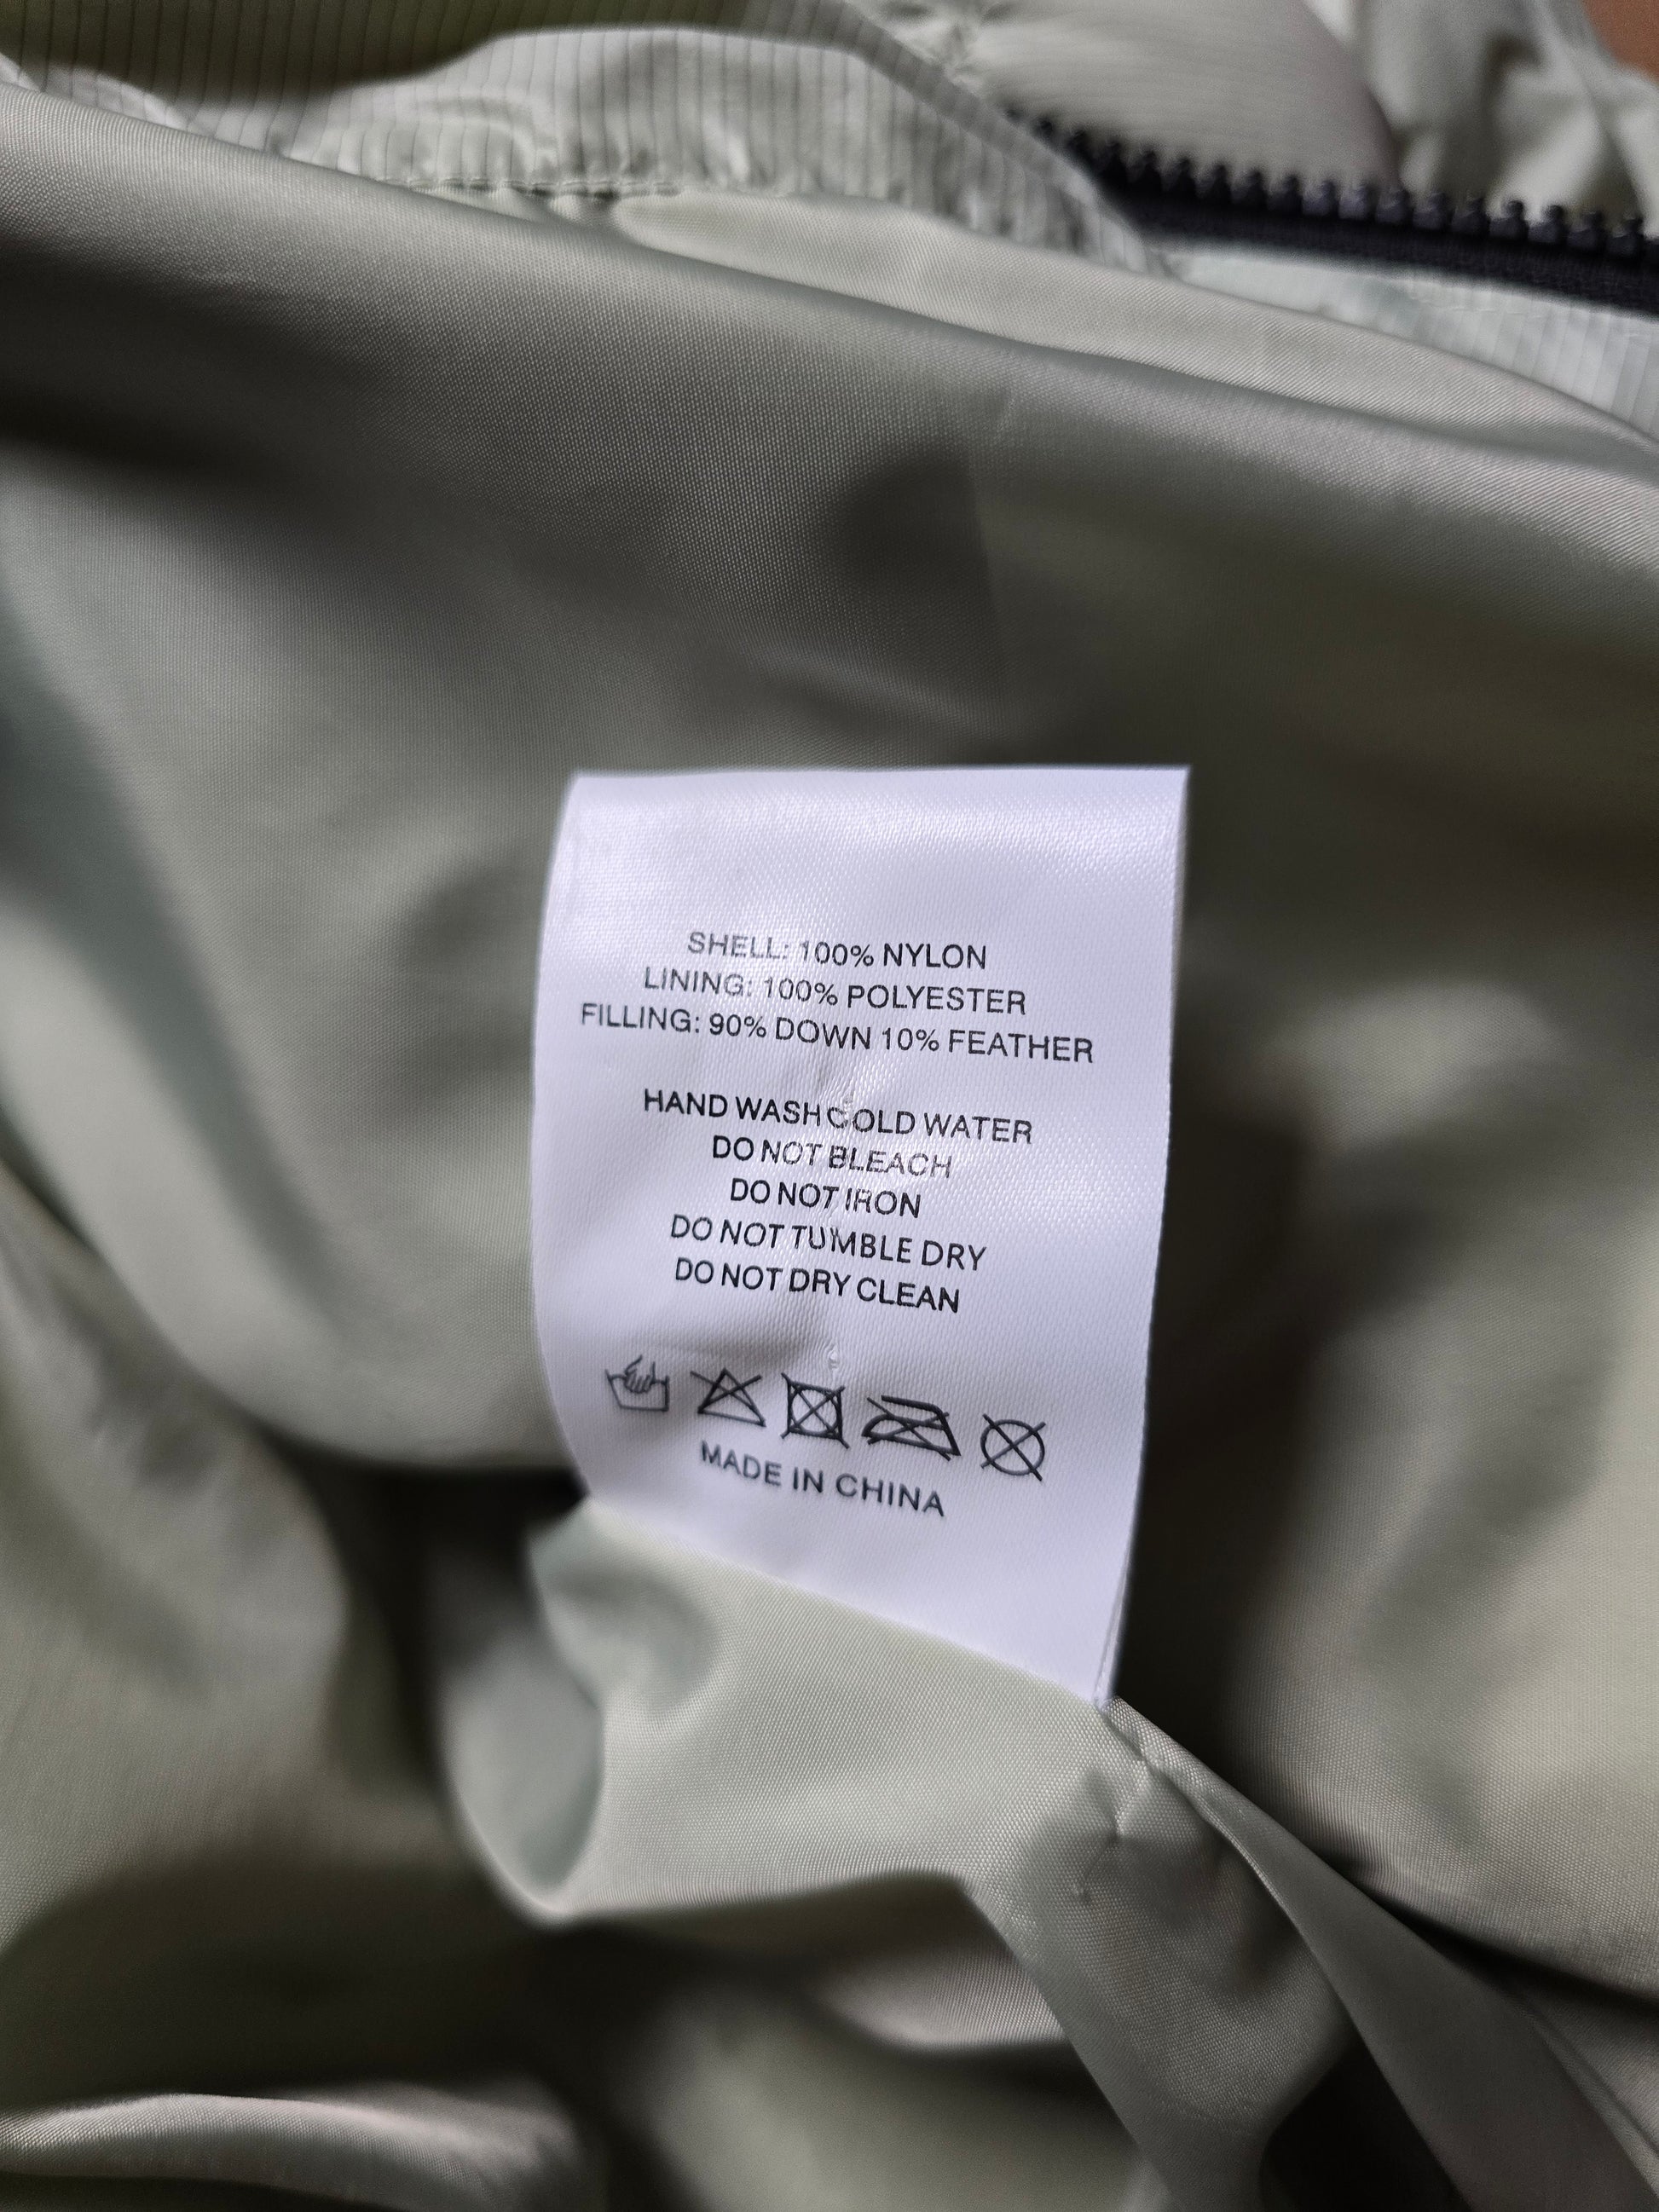 SHELL: 100% NYLON
LINING: 100% POLYESTER
FILLING: 90% DOWN 10% FEATHER
HAND WASH COLD WATER
DO NOT BLEACH
DO NOT IRON
DO NOT TUMBLE DRY
DO NOT DRY CLEAN
MADE IN CHINA